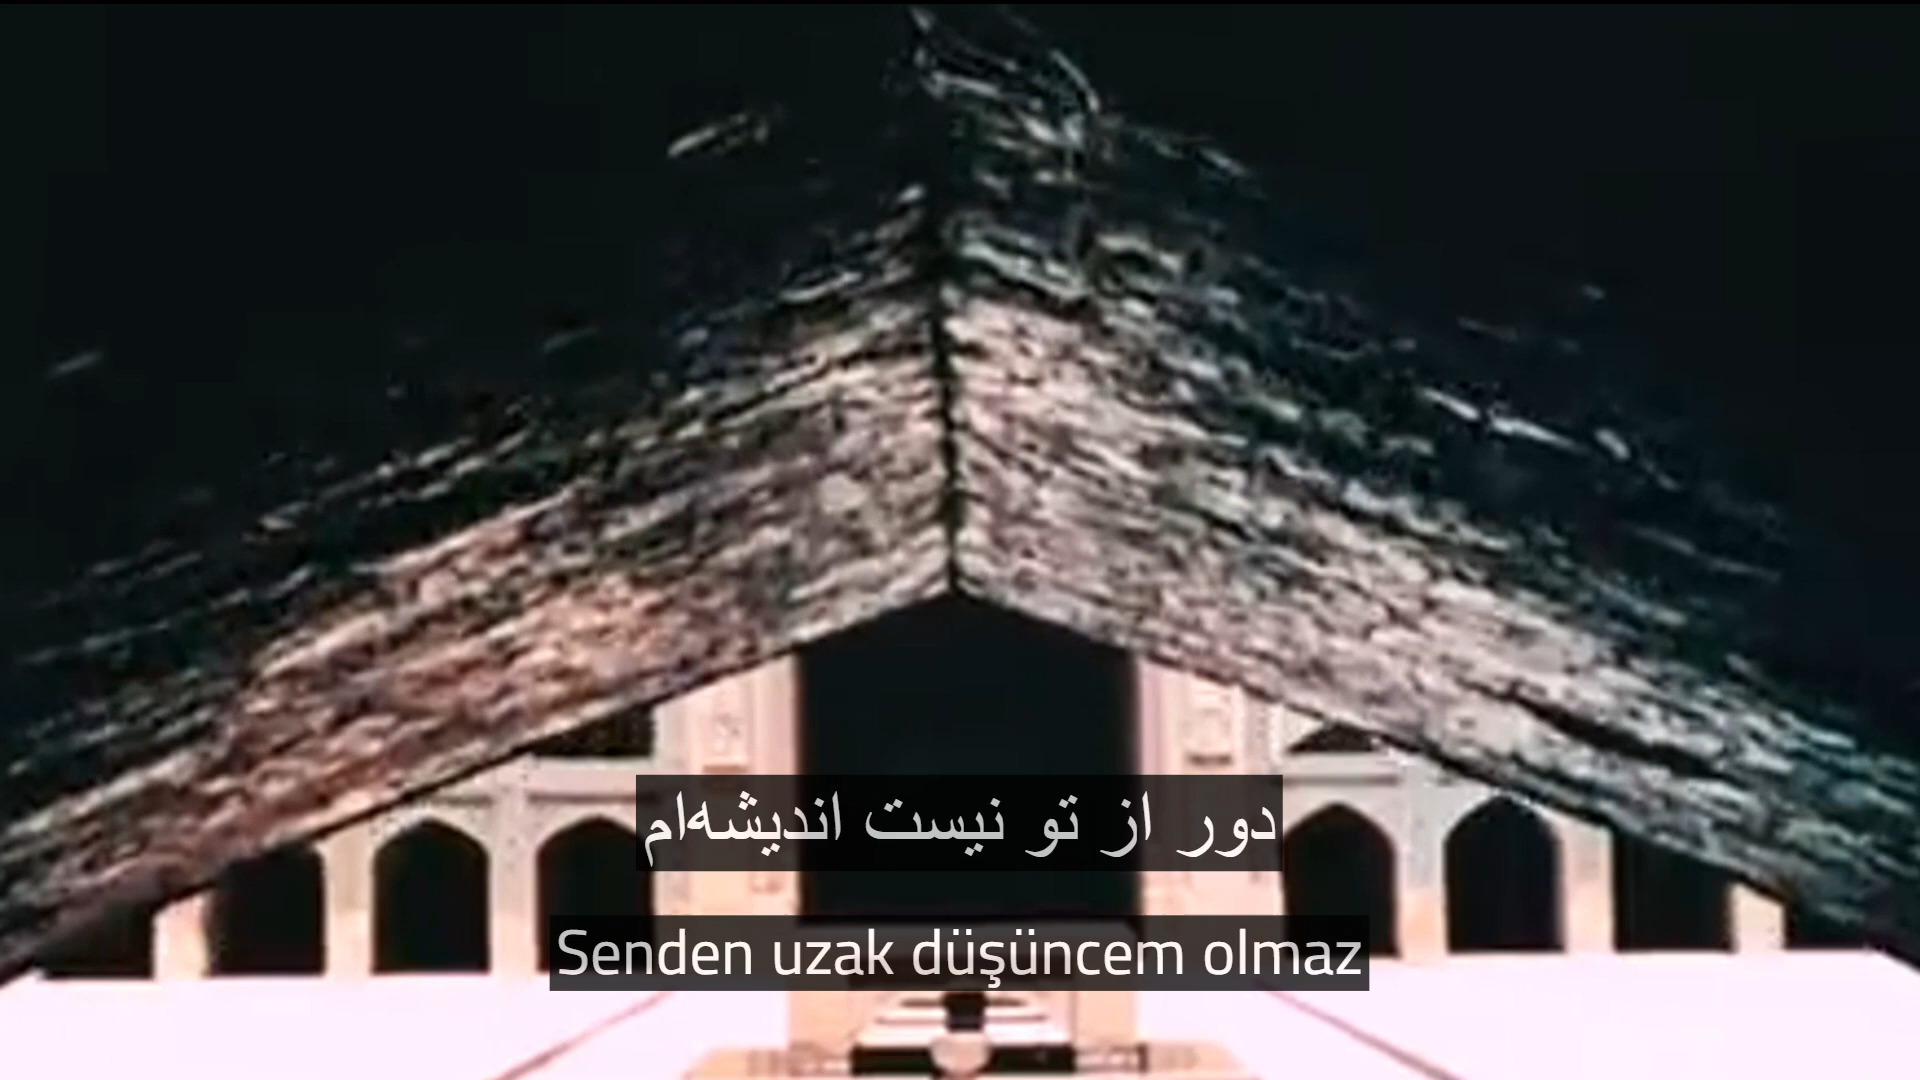 دور از تو نیست اندیشه‌ام
Senden uzak düşüncem olmaz